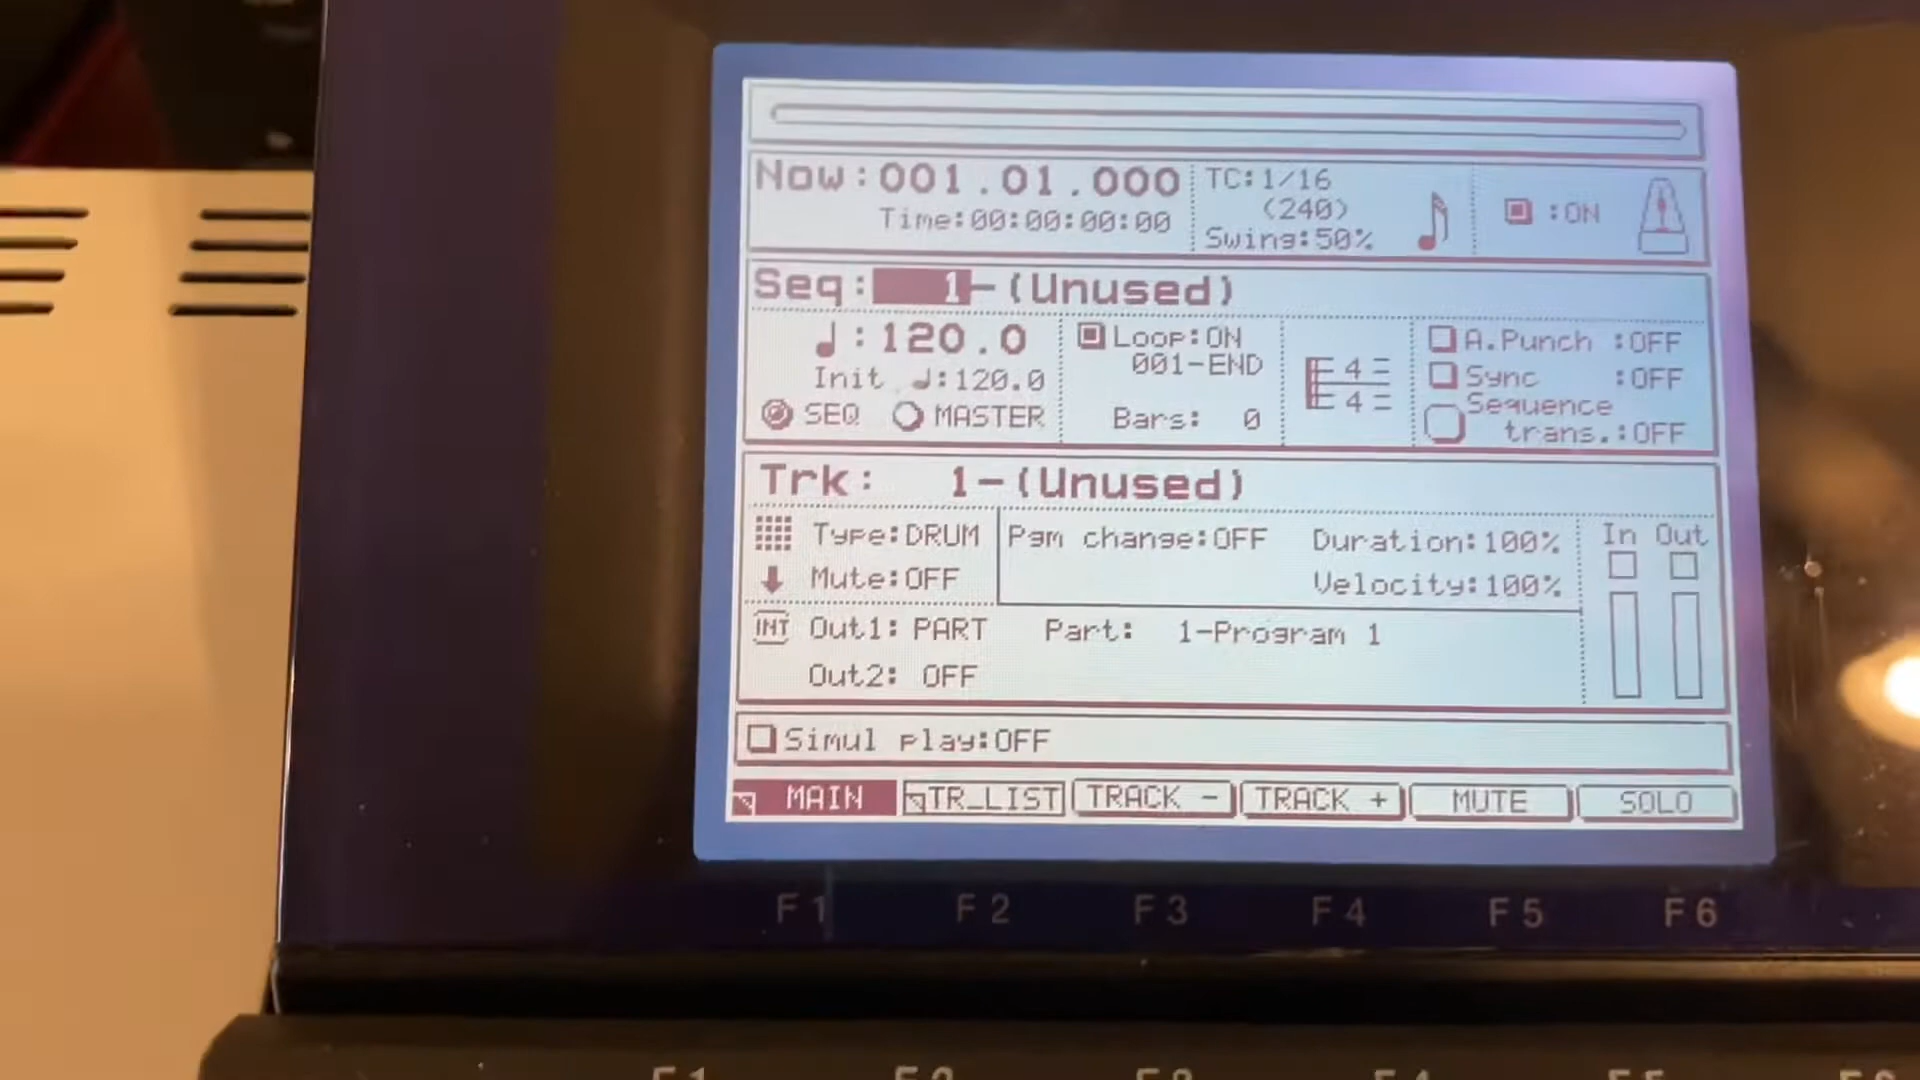 Now:001.01.000
Time:00:00:00:00
TC:1/16
(240)
Swing:50%
:ON
Seq: 1-(Unused)
:120.0
Init :120.0
SEQ MASTER
Loop:ON
001-END
Bars: 0
4
4
A.Punch :OFF
Sync :OFF
Sequence
trans.:OFF
Trk: 1-(Unused)
Type:DRUM
Mute:OFF
Pgm change:OFF
Duration:100%
Velocity:100%
In Out
INT Out1: PART Part: 1-Program 1
Out2: OFF
Simul play:OFF
MAIN TR_LIST TRACK - TRACK + MUTE SOLO
F1 F2 F3 F4 F5 F6